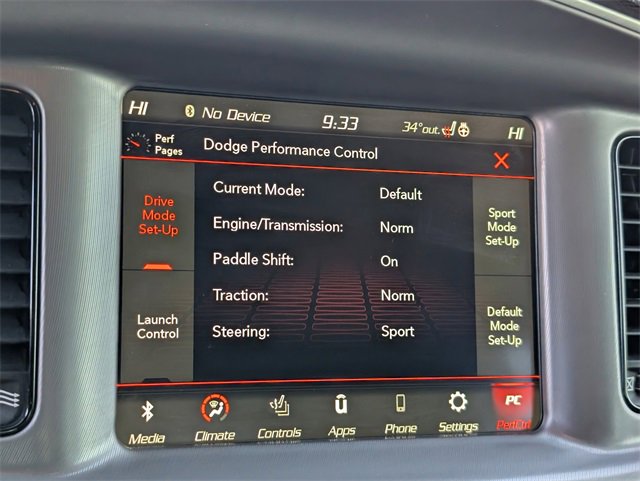 HI No Device 9:33 34°out. HI
Perf
Pages
Dodge Performance Control
Drive
Mode
Set-Up
Launch
Control
Current Mode: Default
Engine/Transmission: Norm
Paddle Shift: On
Traction: Norm
Steering: Sport
Sport
Mode
Set-Up
Default
Mode
Set-Up
PC
Media Climate Controls Apps Phone Settings Perf.Ctrl